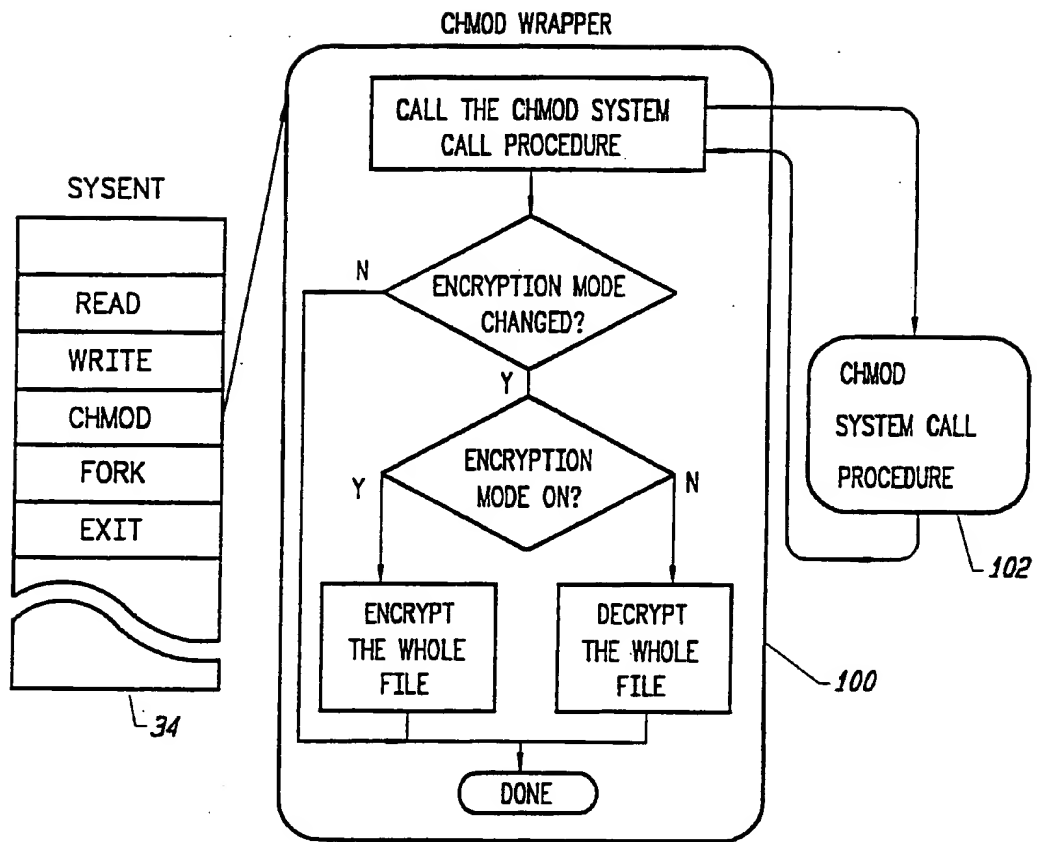 CHMOD WRAPPER
CALL THE CHMOD SYSTEM
CALL PROCEDURE
SYSENT
READ
WRITE
CHMOD
FORK
EXIT
34
N
ENCRYPTION MODE
CHANGED?
Y
ENCRYPTION
MODE ON?
Y
N
ENCRYPT
THE WHOLE
FILE
DECRYPT
THE WHOLE
FILE
DONE
CHMOD
SYSTEM CALL
PROCEDURE
102
100